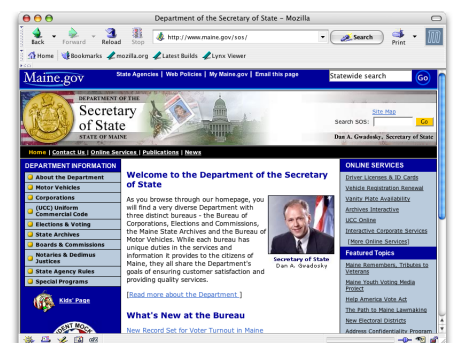 Department of the Secretary of State - Mozilla
Back
Forward
Reload
Stop
http://www.maine.gov/sos/
Search
Print
Home
Bookmarks
mozilla.org
Latest Builds
Lynx Viewer
Maine.gov
State Agencies | Web Policies | My Maine.gov | Email this page
Statewide search
Go
DEPARTMENT OF THE
Secretary
of State
STATE OF MAINE
Site Map
Search SOS:
Go
Dan A. Gwadosky, Secretary of State
Home | Contact Us | Online Services | Publications | News
DEPARTMENT INFORMATION
About the Department
Motor Vehicles
Corporations
(UCC) Uniform
Commercial Code
Elections & Voting
State Archives
Boards & Commissions
Notaries & Dedimus
Justices
State Agency Rules
Special Programs
Kids' Page
STUDENT MOCK
Welcome to the Department of the Secretary
of State
As you browse through our homepage, you
will find a very diverse Department with
three distinct bureaus - the Bureau of
Corporations, Elections and Commissions,
the Maine State Archives and the Bureau of
Motor Vehicles. While each bureau has
unique duties in the services and
information it provides to the citizens of
Maine, they all share the Department's
goals of ensuring customer satisfaction and
providing quality services.
Secretary of State
Dan A. Gwadosky
[Read more about the Department ]
What's New at the Bureau
New Record Set for Voter Turnout in Maine
ONLINE SERVICES
Driver Licenses & ID Cards
Vehicle Registration Renewal
Vanity Plate Availability
Archives Interactive
UCC Online
Interactive Corporate Services
[More Online Services]
Featured Topics
Maine Remembers, Tributes to
Veterans
Maine Youth Voting Media
Project
Help America Vote Act
The Path to Maine Lawmaking
New Electoral Districts
Address Confidentiality Program